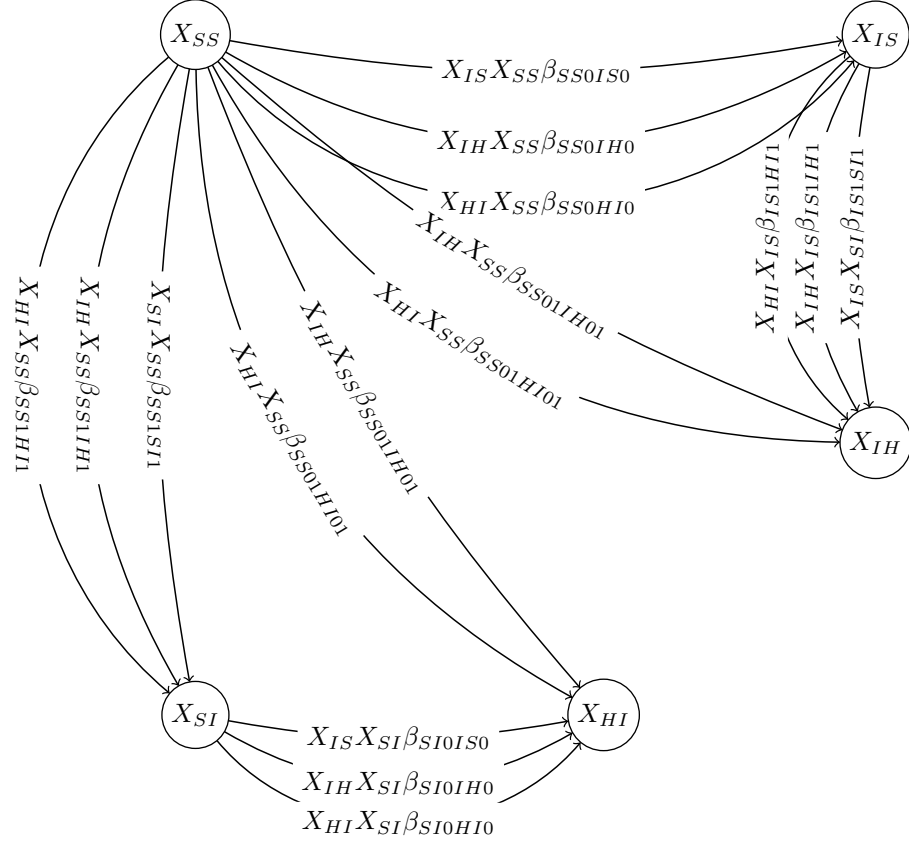 X_{SS}
X_{IS}
X_{IS}X_{SS}β_{SS0IS0}
X_{IH}X_{SS}β_{SS0IH0}
X_{HI}X_{SS}β_{SS0HI0}
X_{IH}X_{SS}β_{SS01IH01}
X_{HI}X_{SS}β_{SS01HI01}
X_{HI}X_{IS}β_{IS1HI1}
X_{IH}X_{IS}β_{IS1IH1}
X_{IS}X_{SI}β_{IS1SI1}
X_{HI}X_{SS}β_{SS1HI1}
X_{IH}X_{SS}β_{SS1IH1}
X_{SI}X_{SS}β_{SS1SI1}
X_{HI}X_{SS}β_{SS01HI01}
X_{IH}X_{SS}β_{SS01IH01}
X_{IH}
X_{SI}
X_{HI}
X_{IS}X_{SI}β_{SI0IS0}
X_{IH}X_{SI}β_{SI0IH0}
X_{HI}X_{SI}β_{SI0HI0}